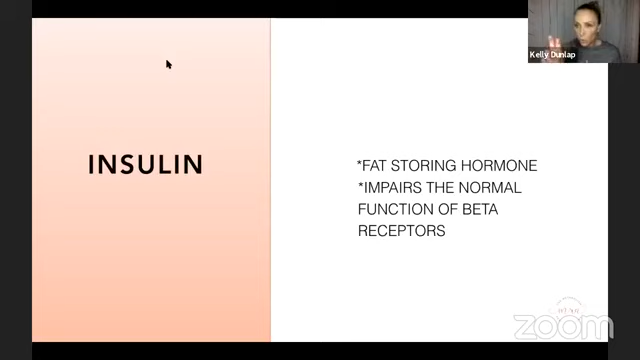 Kelly Dunlap
INSULIN
*FAT STORING HORMONE
*IMPAIRS THE NORMAL
FUNCTION OF BETA
RECEPTORS
zoom